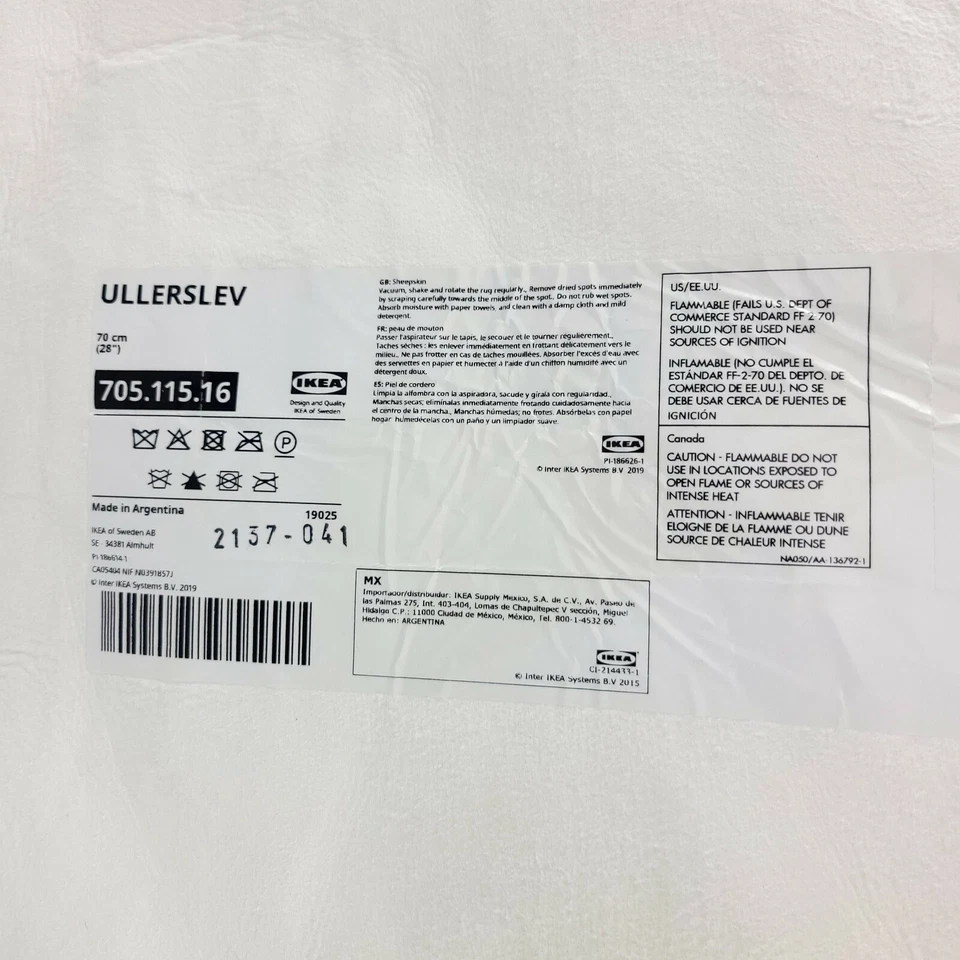 ULLERSLEV
70 cm
(28")
705.115.16
IKEA
Design and Quality
IKEA of Sweden
P
Made in Argentina
19025
IKEA of Sweden AB
SE - 34381 Älmhult
2137-041
PI-186614-1
CA05404 NIF N0391857J
© Inter IKEA Systems B.V. 2019
GB: Sheepskin
Vacuum, shake and rotate the rug regularly., Remove dried spots immediately
by scraping carefully towards the middle of the spot. Do not rub wet spots.
Absorb moisture with paper towels and clean with a damp cloth and mild
detergent.
FR: peau de mouton
Passer l'aspirateur sur le tapis, le secouer et le tourner régulièrement.,
Taches sèches : les enlever immédiatement en frottant délicatement vers le
milieu., Ne pas frotter en cas de taches mouillées. Absorber l'excès d'eau avec
des serviettes en papier et humecter à l'aide d'un chiffon humidifié avec un
détergent doux.
ES: Piel de cordero
Limpia la alfombra con la aspiradora, sacude y gírala con regularidad.,
Manchas secas; elimínalas inmediatamente frotando cuidadosamente hacia
el centro de la mancha., Manchas húmedas; no frotes. Absórbelas con papel
hogar humedécelas con un paño y un limpiador suave.
IKEA
PI-186626-1
© Inter IKEA Systems B.V. 2019
MX
Importador/distribuidor: IKEA Supply México, S.A. de C.V., Av. Paseo de
las Palmas 275, Int. 403-404, Lomas de Chapultepec V sección, Miguel
Hidalgo C.P.: 11000 Ciudad de México, México, Tel. 800-1-4532 69.
Hecho en: ARGENTINA
IKEA
CI-214433-1
© Inter IKEA Systems B.V 2015
US/EE.UU.
FLAMMABLE (FAILS U.S. DEPT OF
COMMERCE STANDARD FF 2-70)
SHOULD NOT BE USED NEAR
SOURCES OF IGNITION
INFLAMABLE (NO CUMPLE EL
ESTÁNDAR FF-2-70 DEL DEPTO. DE
COMERCIO DE EE.UU.). NO SE
DEBE USAR CERCA DE FUENTES DE
IGNICIÓN
Canada
CAUTION - FLAMMABLE DO NOT
USE IN LOCATIONS EXPOSED TO
OPEN FLAME OR SOURCES OF
INTENSE HEAT
ATTENTION - INFLAMMABLE TENIR
ELOIGNE DE LA FLAMME OU DUNE
SOURCE DE CHALEUR INTENSE
NA050/AA-136792-1